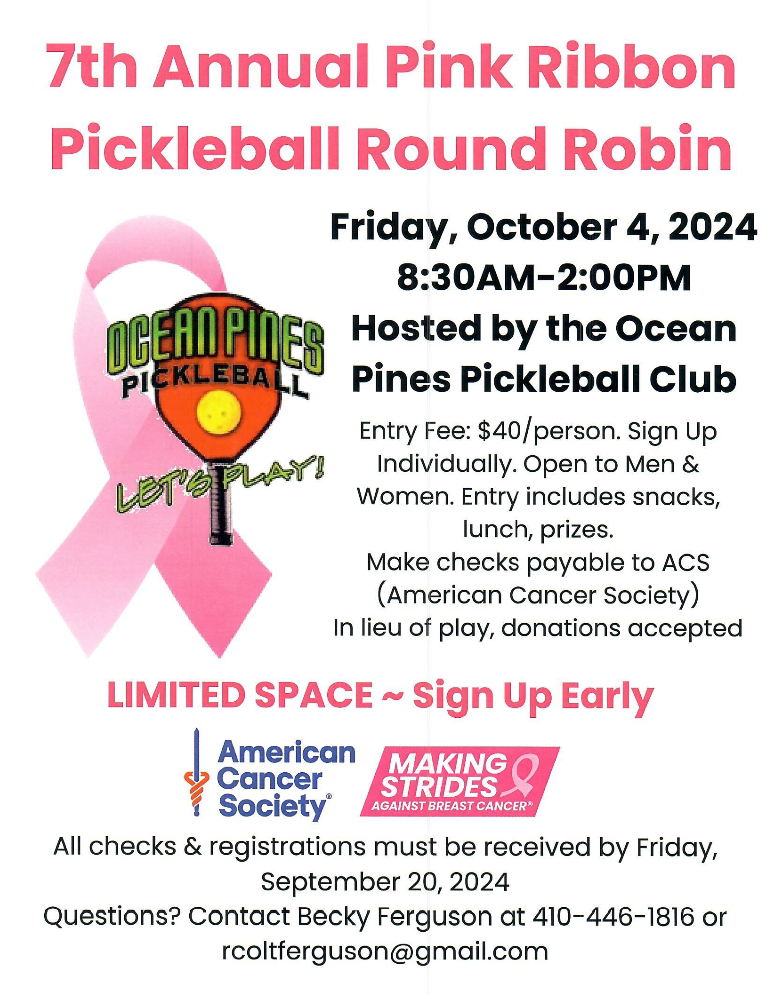 7th Annual Pink Ribbon
Pickleball Round Robin
Friday, October 4, 2024
8:30AM-2:00PM
Hosted by the Ocean
Pines Pickleball Club
OCEAN PINES
PICKLEBALL
LET'S PLAY!
Entry Fee: $40/person. Sign Up
Individually. Open to Men &
Women. Entry includes snacks,
lunch, prizes.
Make checks payable to ACS
(American Cancer Society)
In lieu of play, donations accepted
LIMITED SPACE ~ Sign Up Early
American
Cancer
Society®
MAKING
STRIDES
AGAINST BREAST CANCER®
All checks & registrations must be received by Friday,
September 20, 2024
Questions? Contact Becky Ferguson at 410-446-1816 or
rcoltferguson@gmail.com